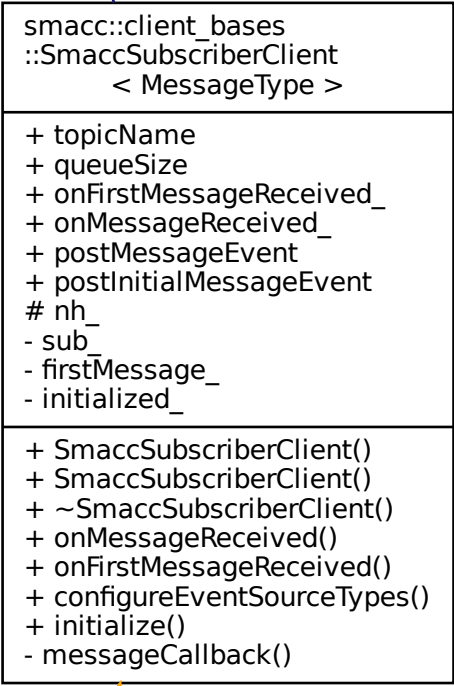 smacc::client_bases
::SmaccSubscriberClient
< MessageType >
+ topicName
+ queueSize
+ onFirstMessageReceived_
+ onMessageReceived_
+ postMessageEvent
+ postInitialMessageEvent
# nh_
- sub_
- firstMessage_
- initialized_
+ SmaccSubscriberClient()
+ SmaccSubscriberClient()
+ ~SmaccSubscriberClient()
+ onMessageReceived()
+ onFirstMessageReceived()
+ configureEventSourceTypes()
+ initialize()
- messageCallback()